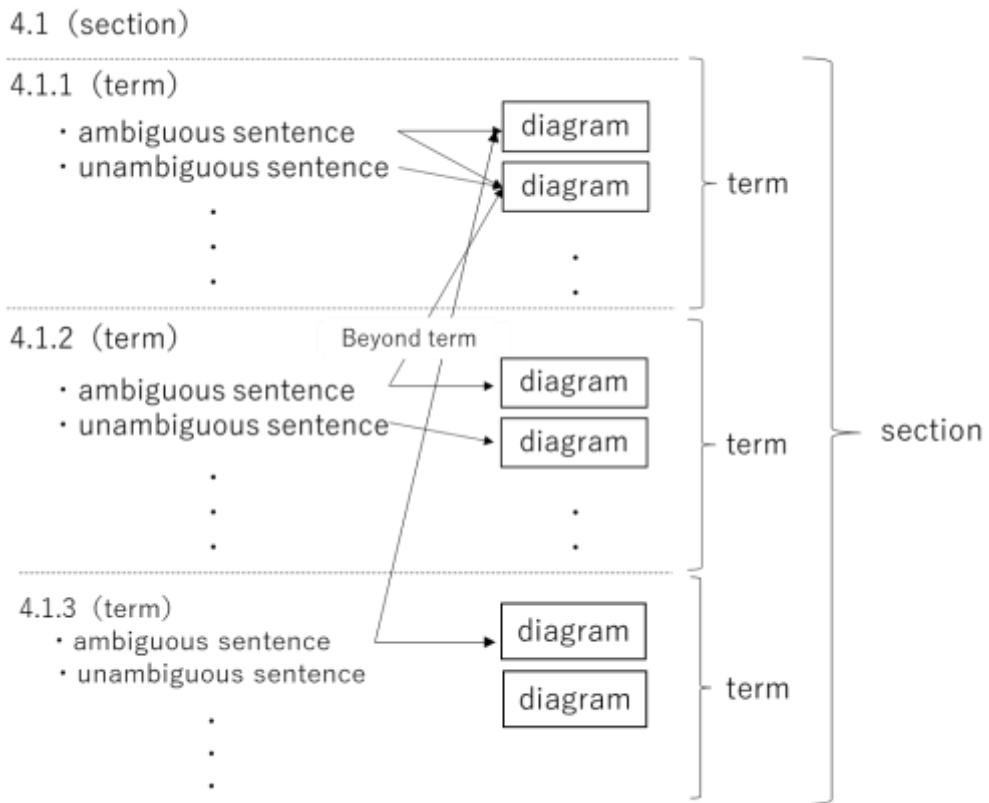 4.1 (section)
4.1.1 (term)
・ambiguous sentence
diagram
・unambiguous sentence
diagram
term
Beyond term
4.1.2 (term)
・ambiguous sentence
diagram
・unambiguous sentence
diagram
term
section
4.1.3 (term)
・ambiguous sentence
diagram
・unambiguous sentence
diagram
term